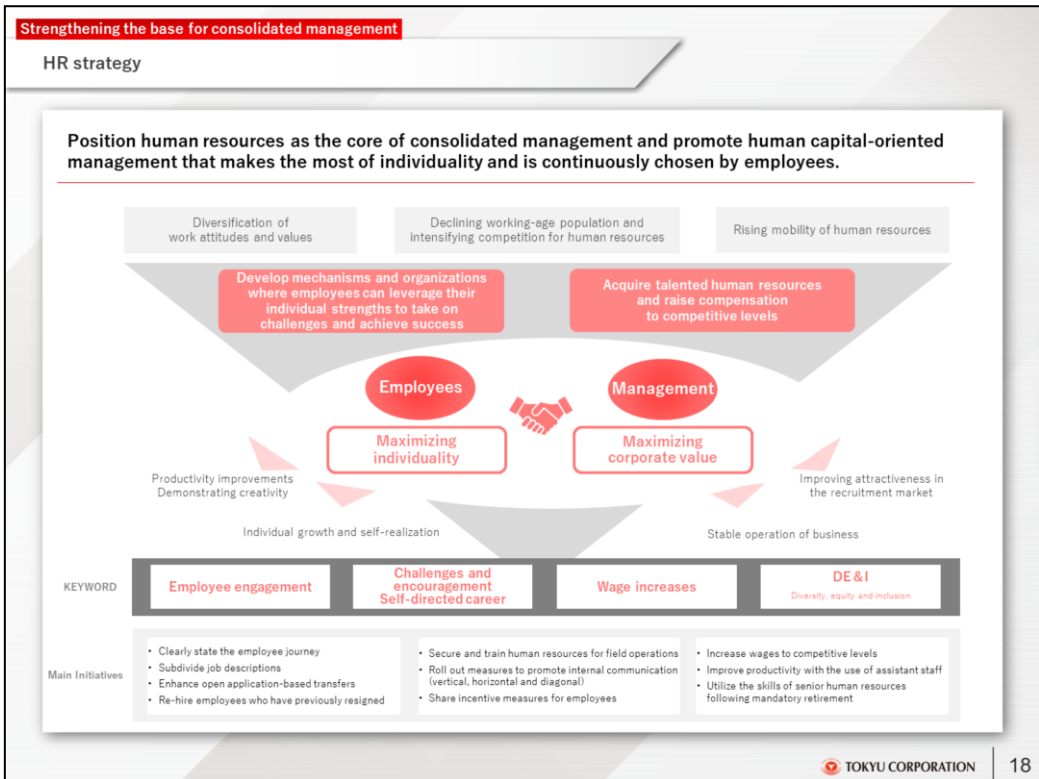 Strengthening the base for consolidated management
HR strategy
Position human resources as the core of consolidated management and promote human capital-oriented
management that makes the most of individuality and is continuously chosen by employees.
Diversification of
work attitudes and values
Declining working-age population and
intensifying competition for human resources
Rising mobility of human resources
Develop mechanisms and organizations
where employees can leverage their
individual strengths to take on
challenges and achieve success
Acquire talented human resources
and raise compensation
to competitive levels
Employees
Management
Maximizing
individuality
Maximizing
corporate value
Productivity improvements
Demonstrating creativity
Improving attractiveness in
the recruitment market
Individual growth and self-realization
Stable operation of business
KEYWORD
Employee engagement
Challenges and
encouragement
Self-directed career
Wage increases
DE&I
Diversity, equity and inclusion
Main Initiatives
• Clearly state the employee journey
• Subdivide job descriptions
• Enhance open application-based transfers
• Re-hire employees who have previously resigned
• Secure and train human resources for field operations
• Roll out measures to promote internal communication
(vertical, horizontal and diagonal)
• Share incentive measures for employees
• Increase wages to competitive levels
• Improve productivity with the use of assistant staff
• Utilize the skills of senior human resources
following mandatory retirement
TOKYU CORPORATION
18